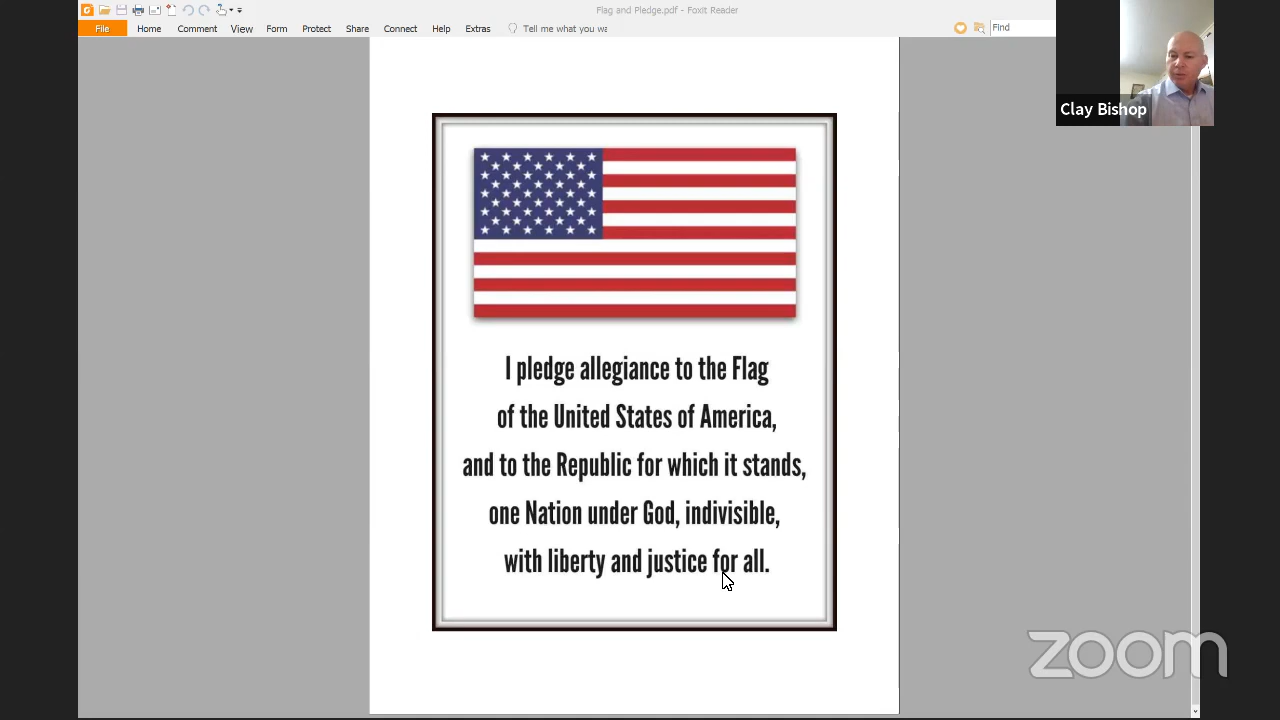 Flag and Pledge.pdf - Foxit Reader
File Home Comment View Form Protect Share Connect Help Extras Tell me what you wa Find
Clay Bishop
I pledge allegiance to the Flag
of the United States of America,
and to the Republic for which it stands,
one Nation under God, indivisible,
with liberty and justice for all.
zoom